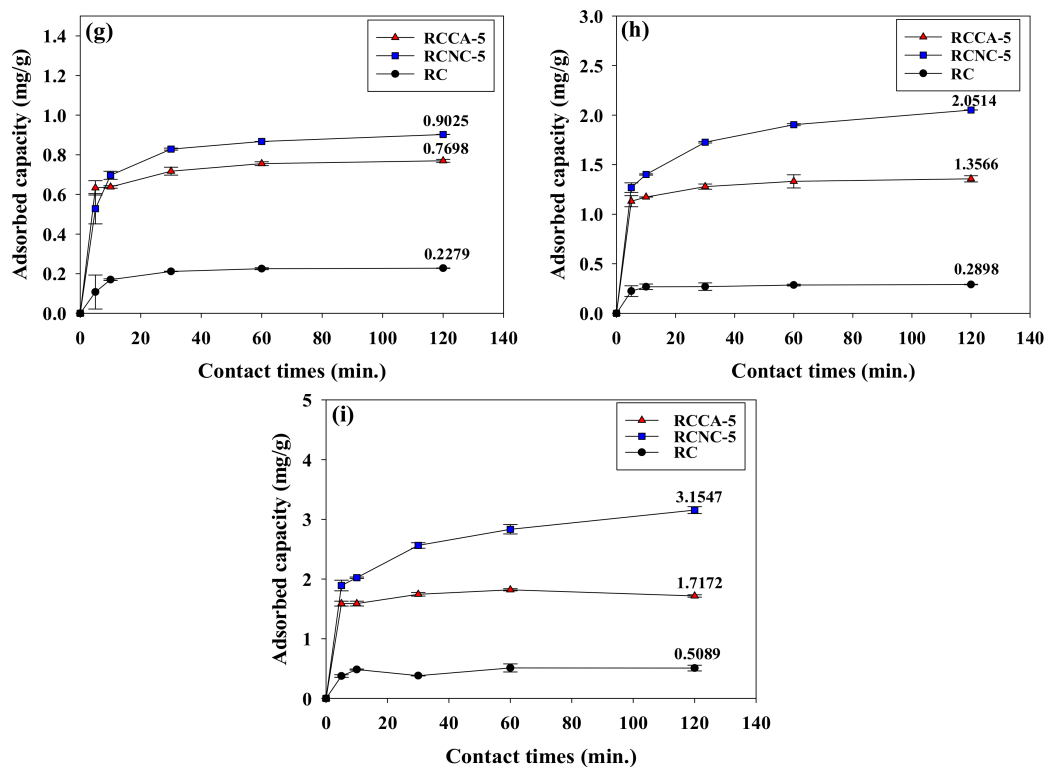 (g)
RCCA-5
RCNC-5
RC
Adsorbed capacity (mg/g)
1.4
1.2
1.0
0.8
0.6
0.4
0.2
0.0
0.9025
0.7698
0.2279
0 20 40 60 80 100 120 140
Contact times (min.)
(h)
RCCA-5
RCNC-5
RC
Adsorbed capacity (mg/g)
3.0
2.5
2.0
1.5
1.0
0.5
0.0
2.0514
1.3566
0.2898
0 20 40 60 80 100 120 140
Contact times (min.)
(i)
RCCA-5
RCNC-5
RC
Adsorbed capacity (mg/g)
5
4
3
2
1
0
3.1547
1.7172
0.5089
0 20 40 60 80 100 120 140
Contact times (min.)